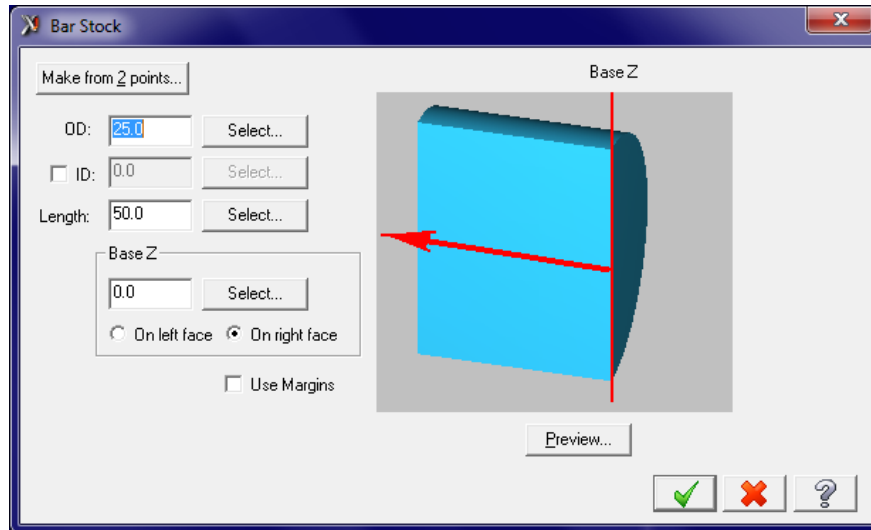 Bar Stock
Make from 2 points...
OD: 25.0 Select...
ID: 0.0 Select...
Length: 50.0 Select...
Base Z
0.0 Select...
On left face On right face
Use Margins
Base Z
Preview...